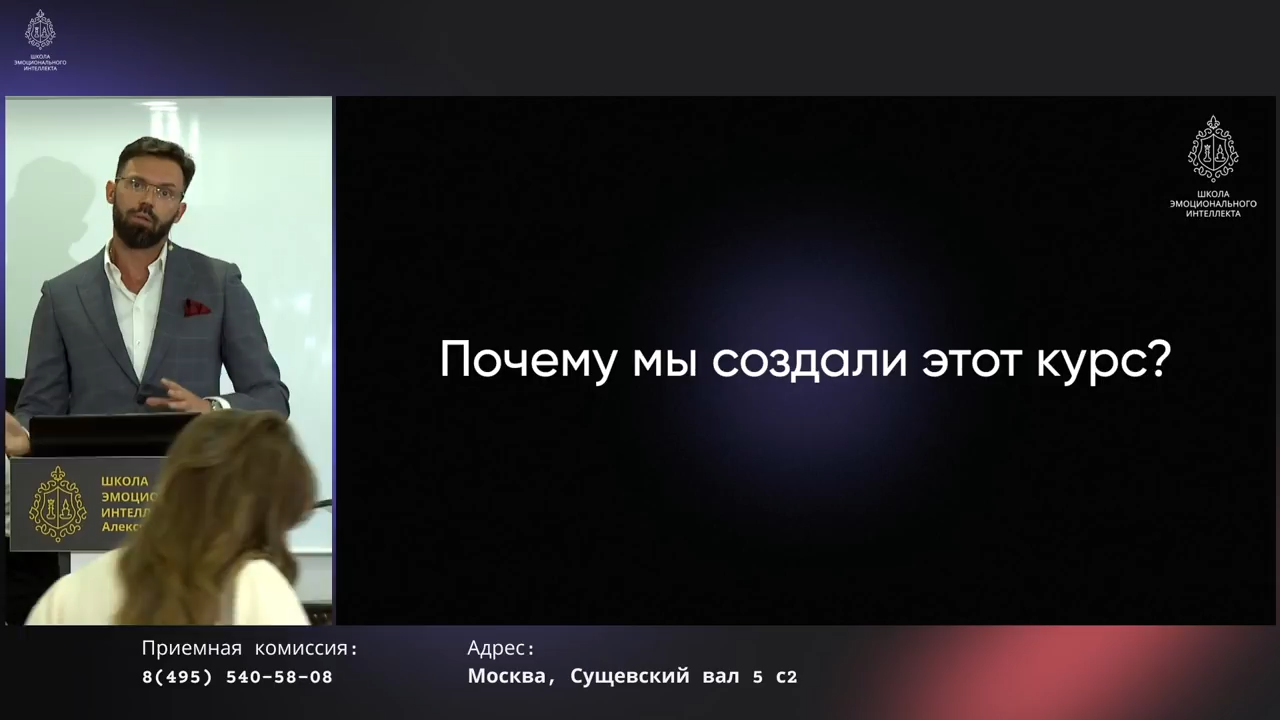 ШКОЛА
ЭМОЦИОНАЛЬНОГО
ИНТЕЛЛЕКТА
ШКОЛА
ЭМОЦИОНАЛЬНОГО
ИНТЕЛЛЕКТА
Почему мы создали этот курс?
ШКОЛА
Приемная комиссия:
8(495) 540-58-08
Адрес:
Москва, Сущевский вал 5 с2